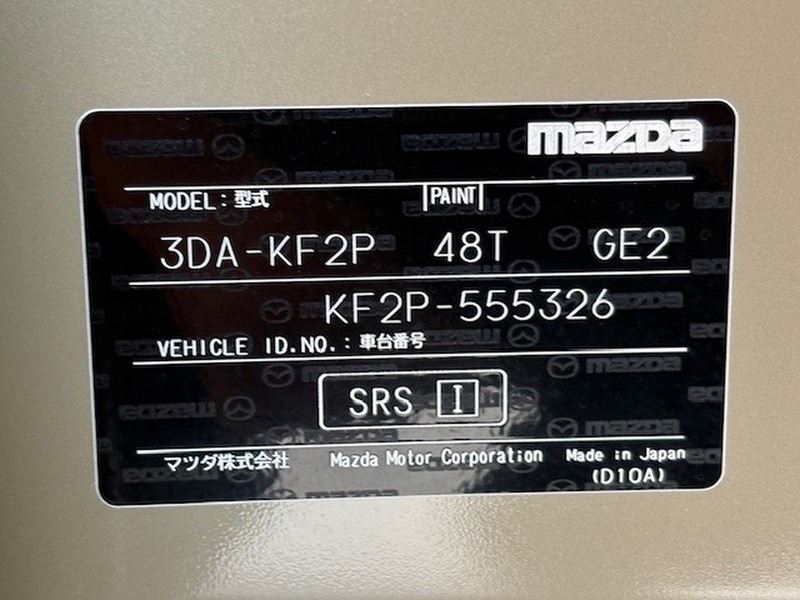 mazda
MODEL：型式 PAINT
3DA-KF2P 48T GE2
KF2P-555326
VEHICLE ID.NO.：車台番号
SRS I
マツダ株式会社 Mazda Motor Corporation Made in Japan
(D10A)